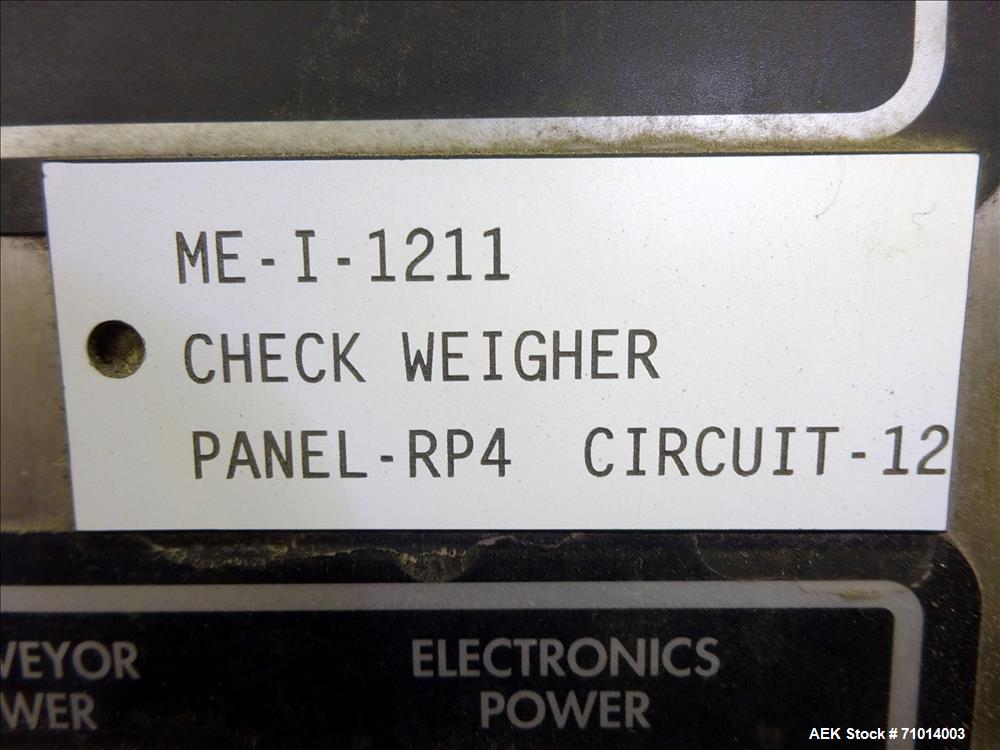 ME-I-1211
CHECK WEIGHER
PANEL-RP4 CIRCUIT-12
VEYOR
WER
ELECTRONICS
POWER
AEK Stock # 71014003